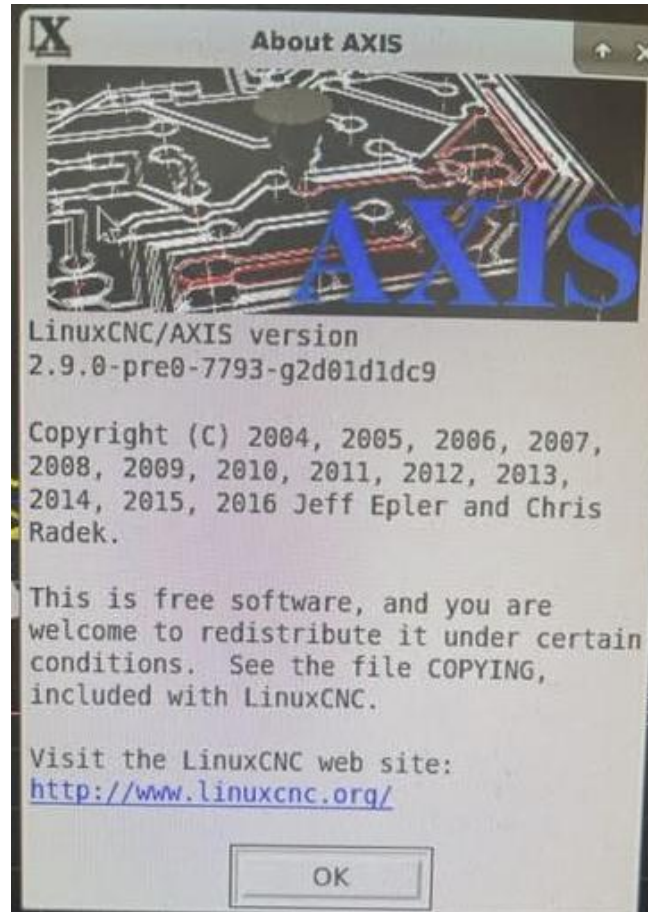 About AXIS
AXIS
LinuxCNC/AXIS version
2.9.0-pre0-7793-g2d01d1dc9
Copyright (C) 2004, 2005, 2006, 2007,
2008, 2009, 2010, 2011, 2012, 2013,
2014, 2015, 2016 Jeff Epler and Chris
Radek.
This is free software, and you are
welcome to redistribute it under certain
conditions.  See the file COPYING,
included with LinuxCNC.
Visit the LinuxCNC web site:
http://www.linuxcnc.org/
OK